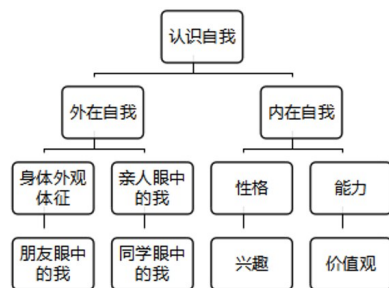 认识自我
外在自我
内在自我
身体外观
体征
亲人眼中
的我
性格
能力
朋友眼中
的我
同学眼中
的我
兴趣
价值观